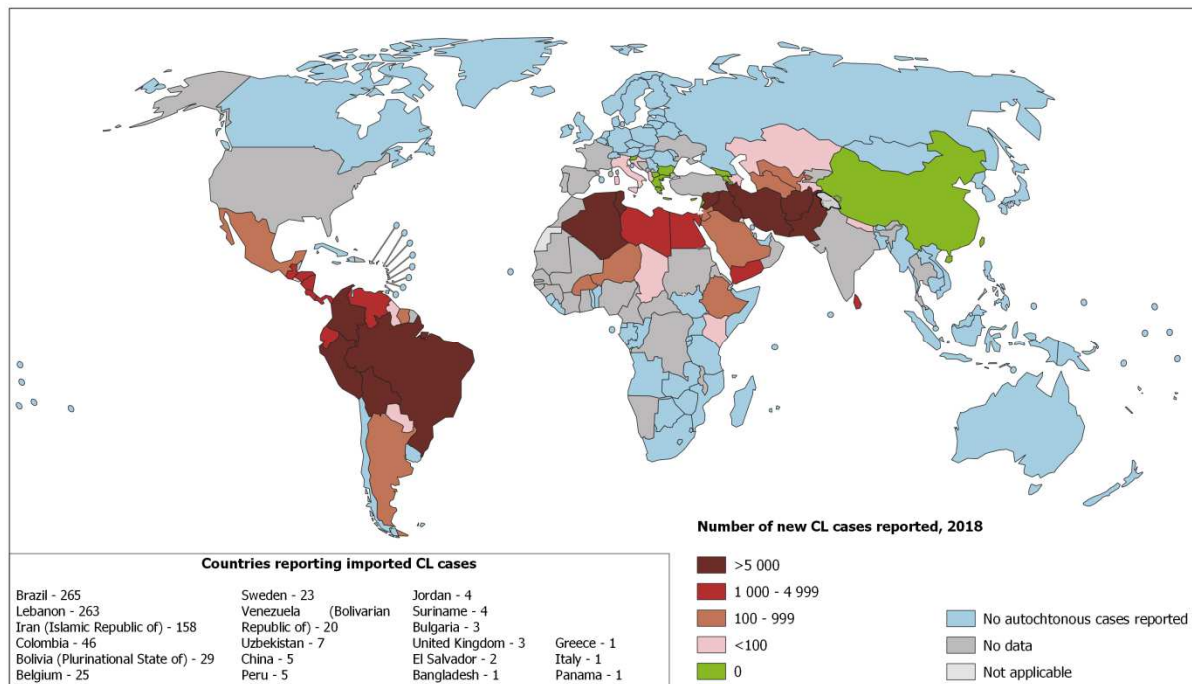 Number of new CL cases reported, 2018
>5 000
1 000 - 4 999
100 - 999
<100
0
No autochtonous cases reported
No data
Not applicable
Countries reporting imported CL cases
Brazil - 265
Lebanon - 263
Iran (Islamic Republic of) - 158
Colombia - 46
Bolivia (Plurinational State of) - 29
Belgium - 25
Sweden - 23
Venezuela (Bolivarian
Republic of) - 20
Uzbekistan - 7
China - 5
Peru - 5
Jordan - 4
Suriname - 4
Bulgaria - 3
United Kingdom - 3
El Salvador - 2
Bangladesh - 1
Greece - 1
Italy - 1
Panama - 1